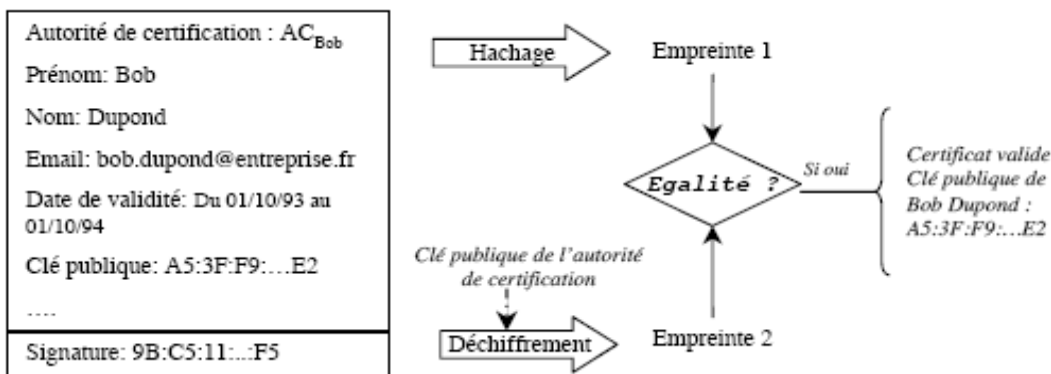 Autorité de certification : AC Bob
Prénom: Bob
Nom: Dupond
Email: bob.dupond@entreprise.fr
Date de validité: Du 01/10/93 au
01/10/94
Clé publique: A5:3F:F9:…E2
….
Signature: 9B:C5:11:...:F5
Hachage
Empreinte 1
Egalité ?
Si oui
Certificat valide
Clé publique de
Bob Dupond :
A5:3F:F9:…E2
Clé publique de l’autorité
de certification
Déchiffrement
Empreinte 2